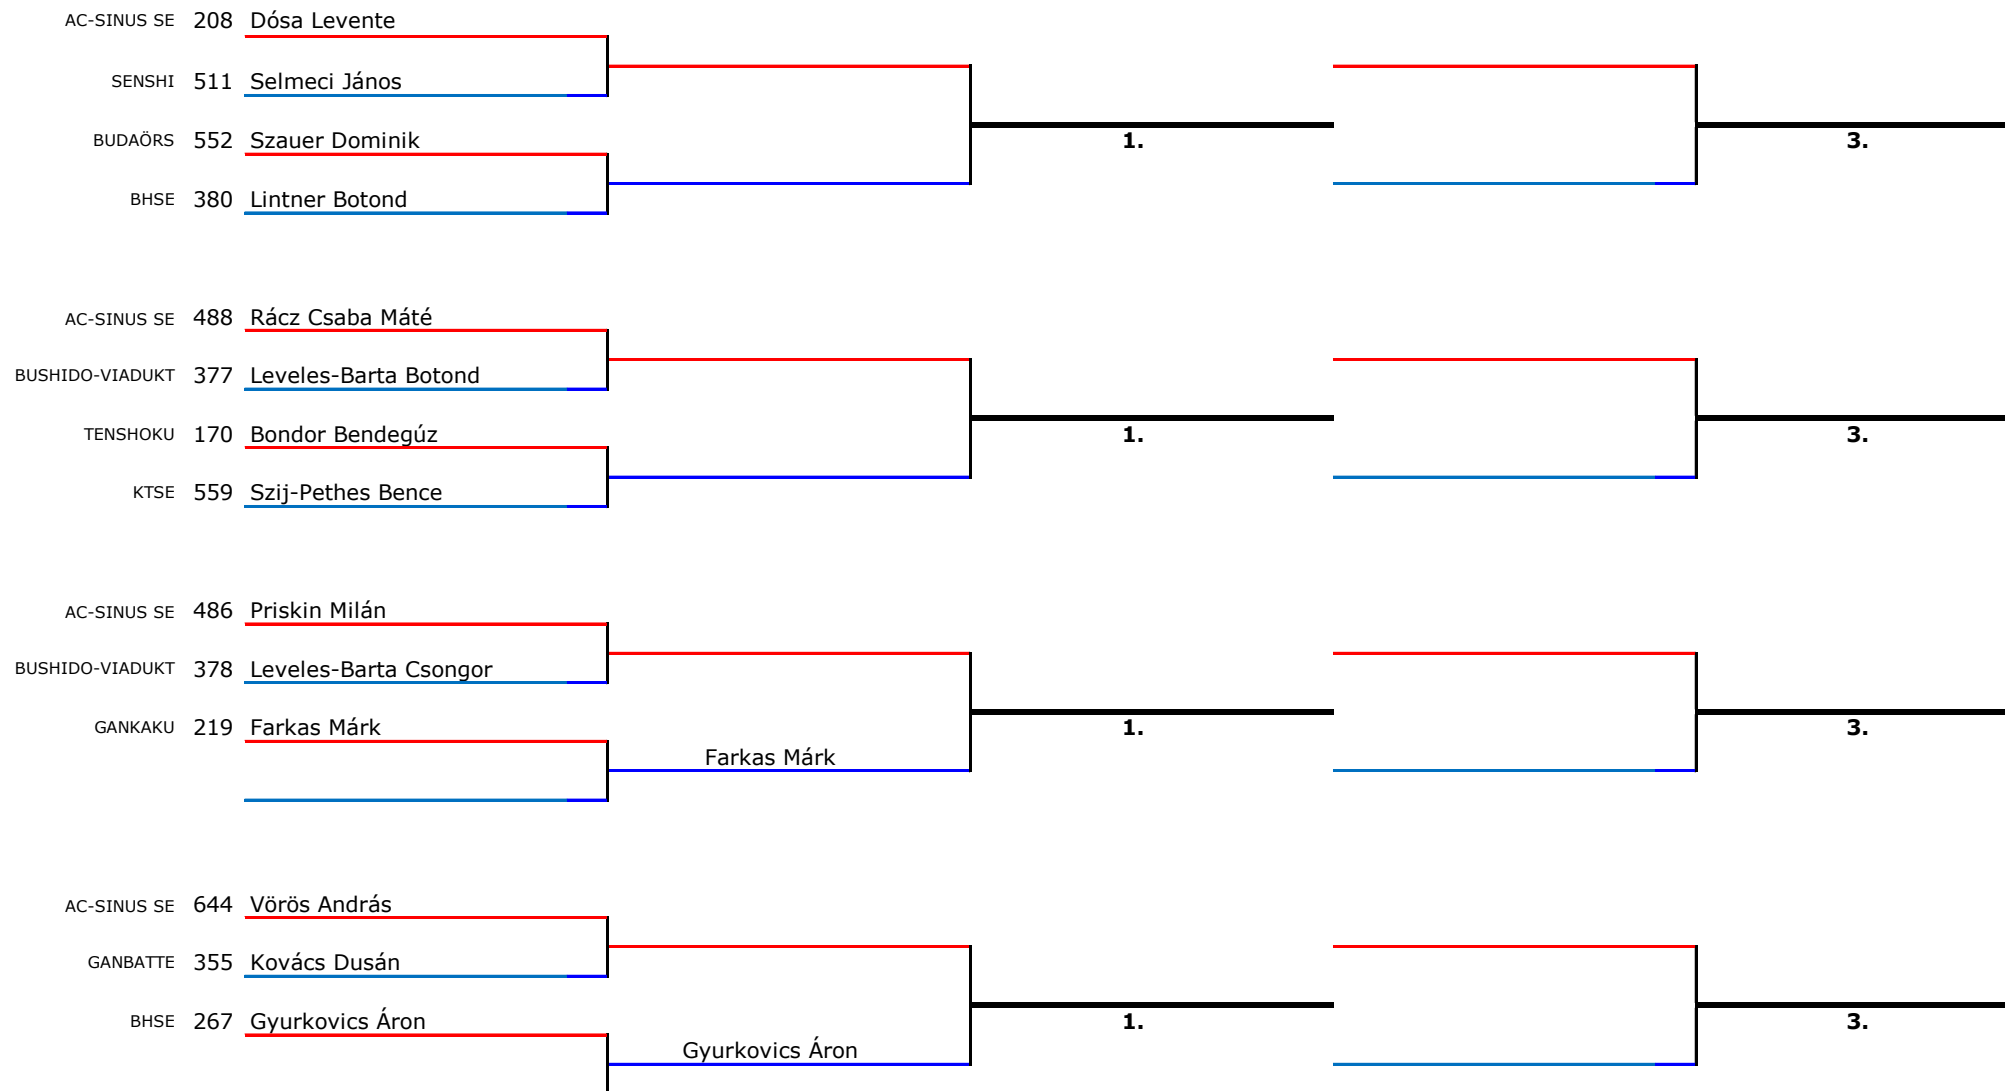 AC-SINUS SE 208 Dósa Levente
SENSHI 511 Selmeci János
1. 3.
BUDAÖRS 552 Szauer Dominik
BHSE 380 Lintner Botond
AC-SINUS SE 488 Rácz Csaba Máté
BUSHIDO-VIADUKT 377 Leveles-Barta Botond
TENSHOKU 170 Bondor Bendegúz
1. 3.
KTSE 559 Szij-Pethes Bence
AC-SINUS SE 486 Priskin Milán
BUSHIDO-VIADUKT 378 Leveles-Barta Csongor
GANKAKU 219 Farkas Márk
1. 3.
Farkas Márk
AC-SINUS SE 644 Vörös András
GANBATTE 355 Kovács Dusán
BHSE 267 Gyurkovics Áron
1. 3.
Gyurkovics Áron